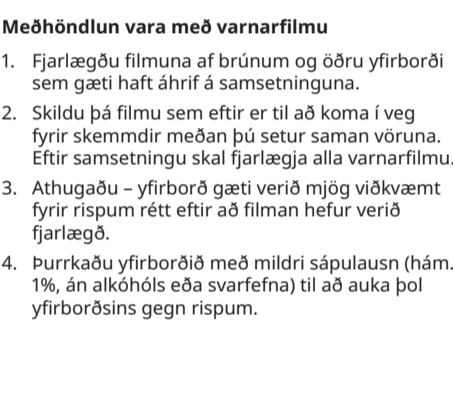 Meðhöndlun vara með varnarfilmu
1. Fjarlægðu filmuna af brúnum og öðru yfirborði
sem gæti haft áhrif á samsetninguna.
2. Skildu þá filmu sem eftir er til að koma í veg
fyrir skemmdir meðan þú setur saman vöruna.
Eftir samsetningu skal fjarlægja alla varnarfilmu.
3. Athugaðu – yfirborð gæti verið mjög viðkvæmt
fyrir rispum rétt eftir að filman hefur verið
fjarlægð.
4. Þurrkaðu yfirborðið með mildri sápulausn (hám.
1%, án alkóhóls eða svarfefna) til að auka þol
yfirborðsins gegn rispum.